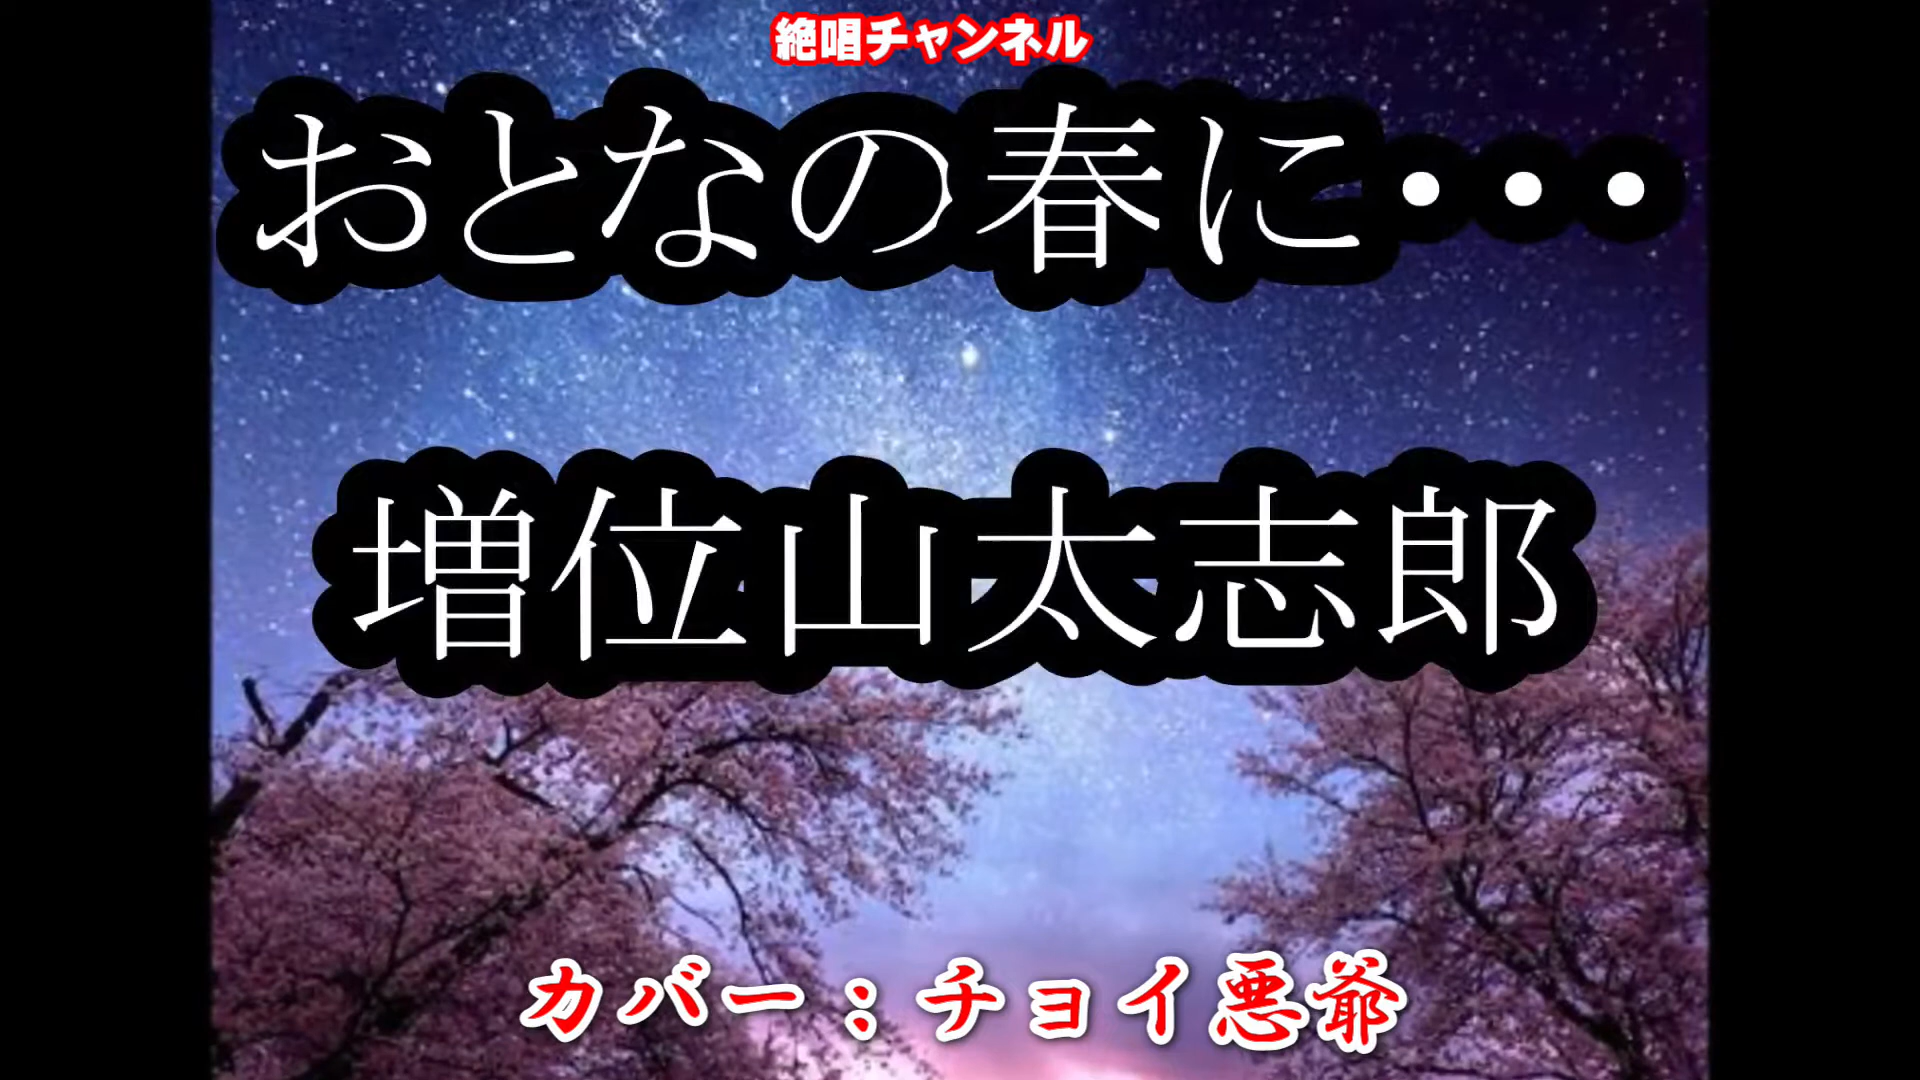 絶唱チャンネル
おとなの春に・・・
増位山太志郎
カバー：チョイ悪爺